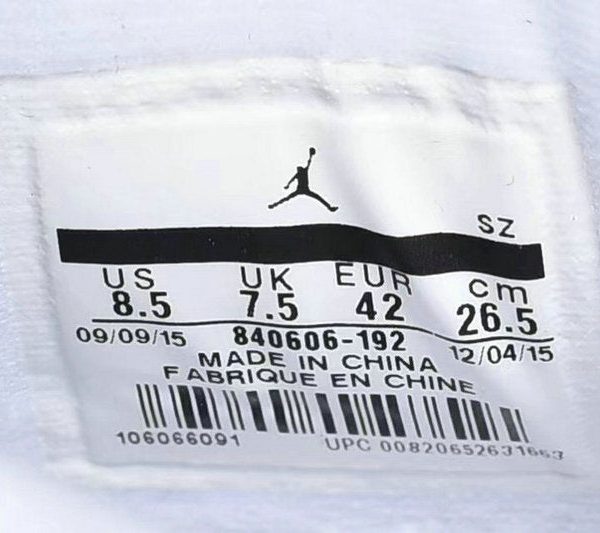 SZ
US UK EUR cm
8.5 7.5 42 26.5
09/09/15 840606-192 12/04/15
MADE IN CHINA
FABRIQUE EN CHINE
106066091 UPC 00820652631663